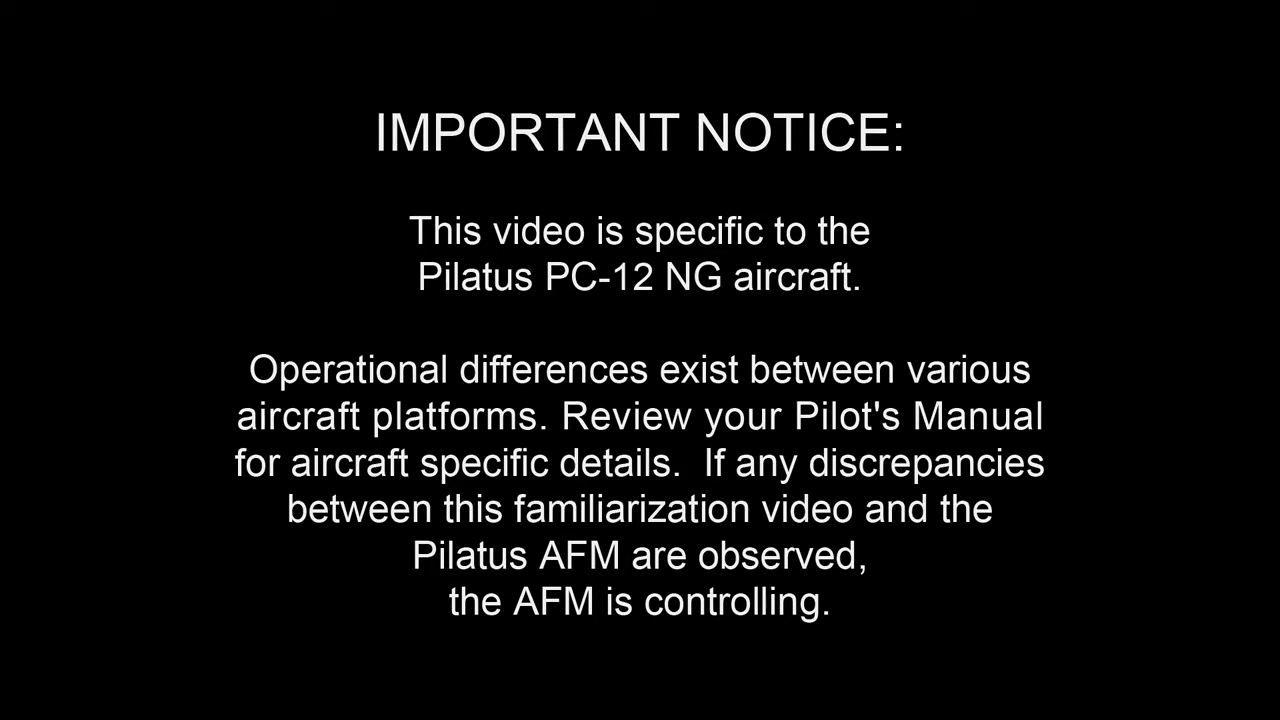 IMPORTANT NOTICE:
This video is specific to the
Pilatus PC-12 NG aircraft.
Operational differences exist between various
aircraft platforms. Review your Pilot's Manual
for aircraft specific details.  If any discrepancies
between this familiarization video and the
Pilatus AFM are observed,
the AFM is controlling.